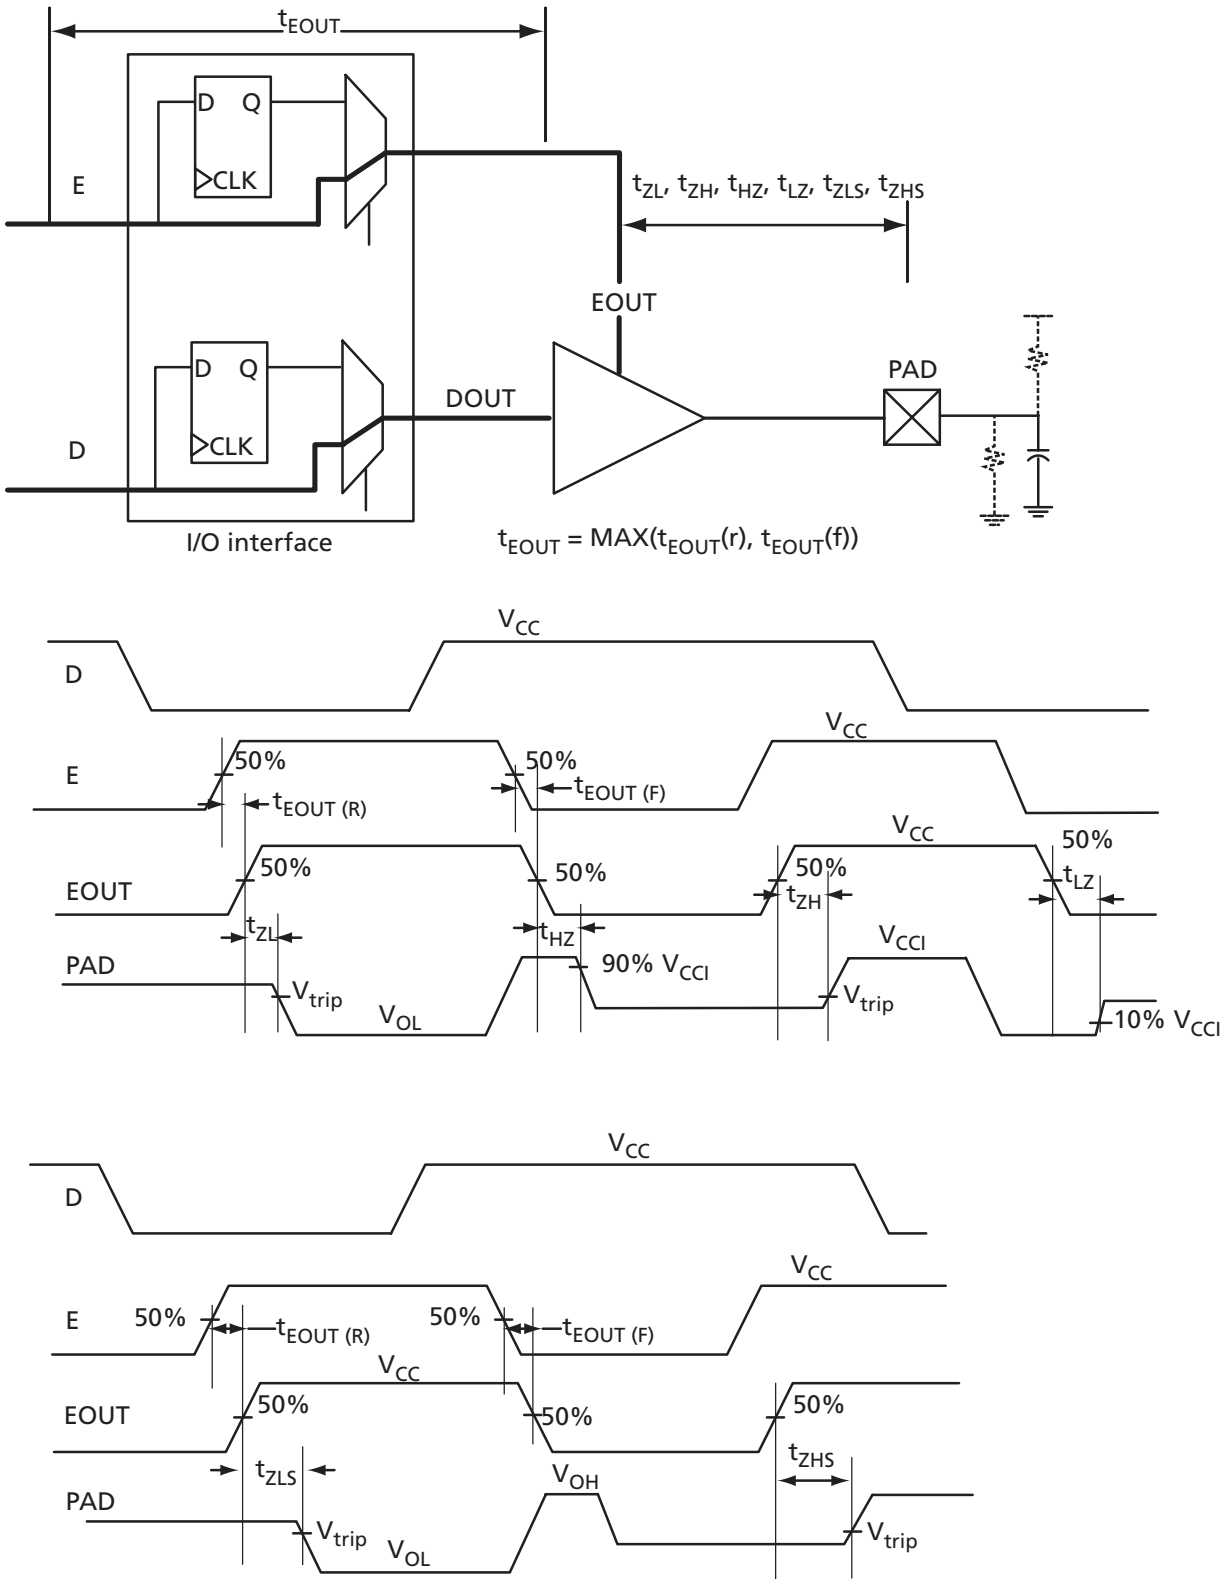 tEOUT
D Q
CLK
E
tZL, tZH, tHZ, tLZ, tZLS, tZHS
EOUT
D Q
CLK
D
DOUT
PAD
I/O interface
tEOUT = MAX(tEOUT(r), tEOUT(f))
VCC
D
VCC
50%
50%
E
tEOUT (R)
tEOUT (F)
VCC
50%
50%
50%
50%
EOUT
tZL
tHZ
tZH
tLZ
PAD
VCCI
90% VCCI
Vtrip
Vtrip
VOL
10% VCCI
VCC
D
VCC
50%
50%
E
tEOUT (R)
tEOUT (F)
VCC
EOUT
50%
50%
50%
tZLS
tZHS
VOH
PAD
Vtrip
Vtrip
VOL